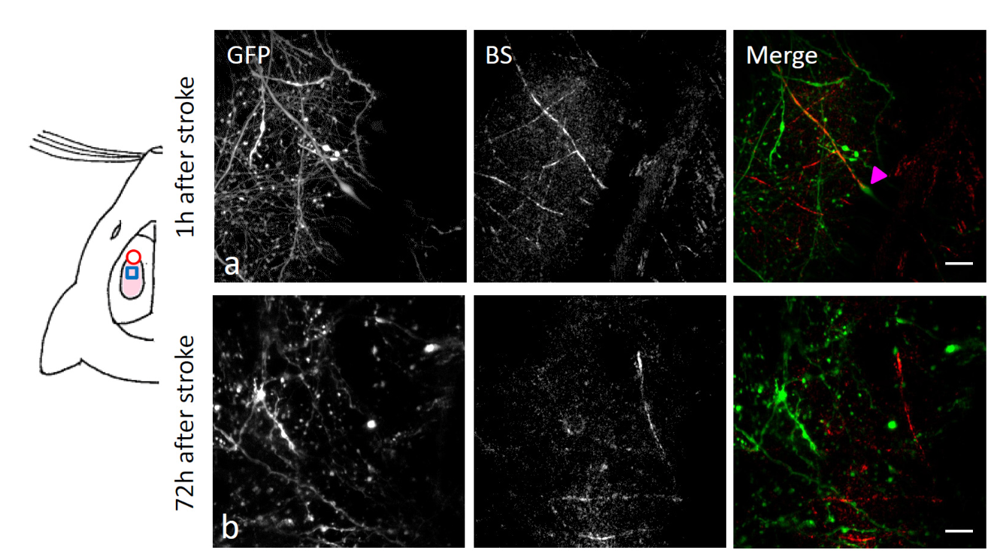 GFP
BS
Merge
1h after stroke
a
72h after stroke
b